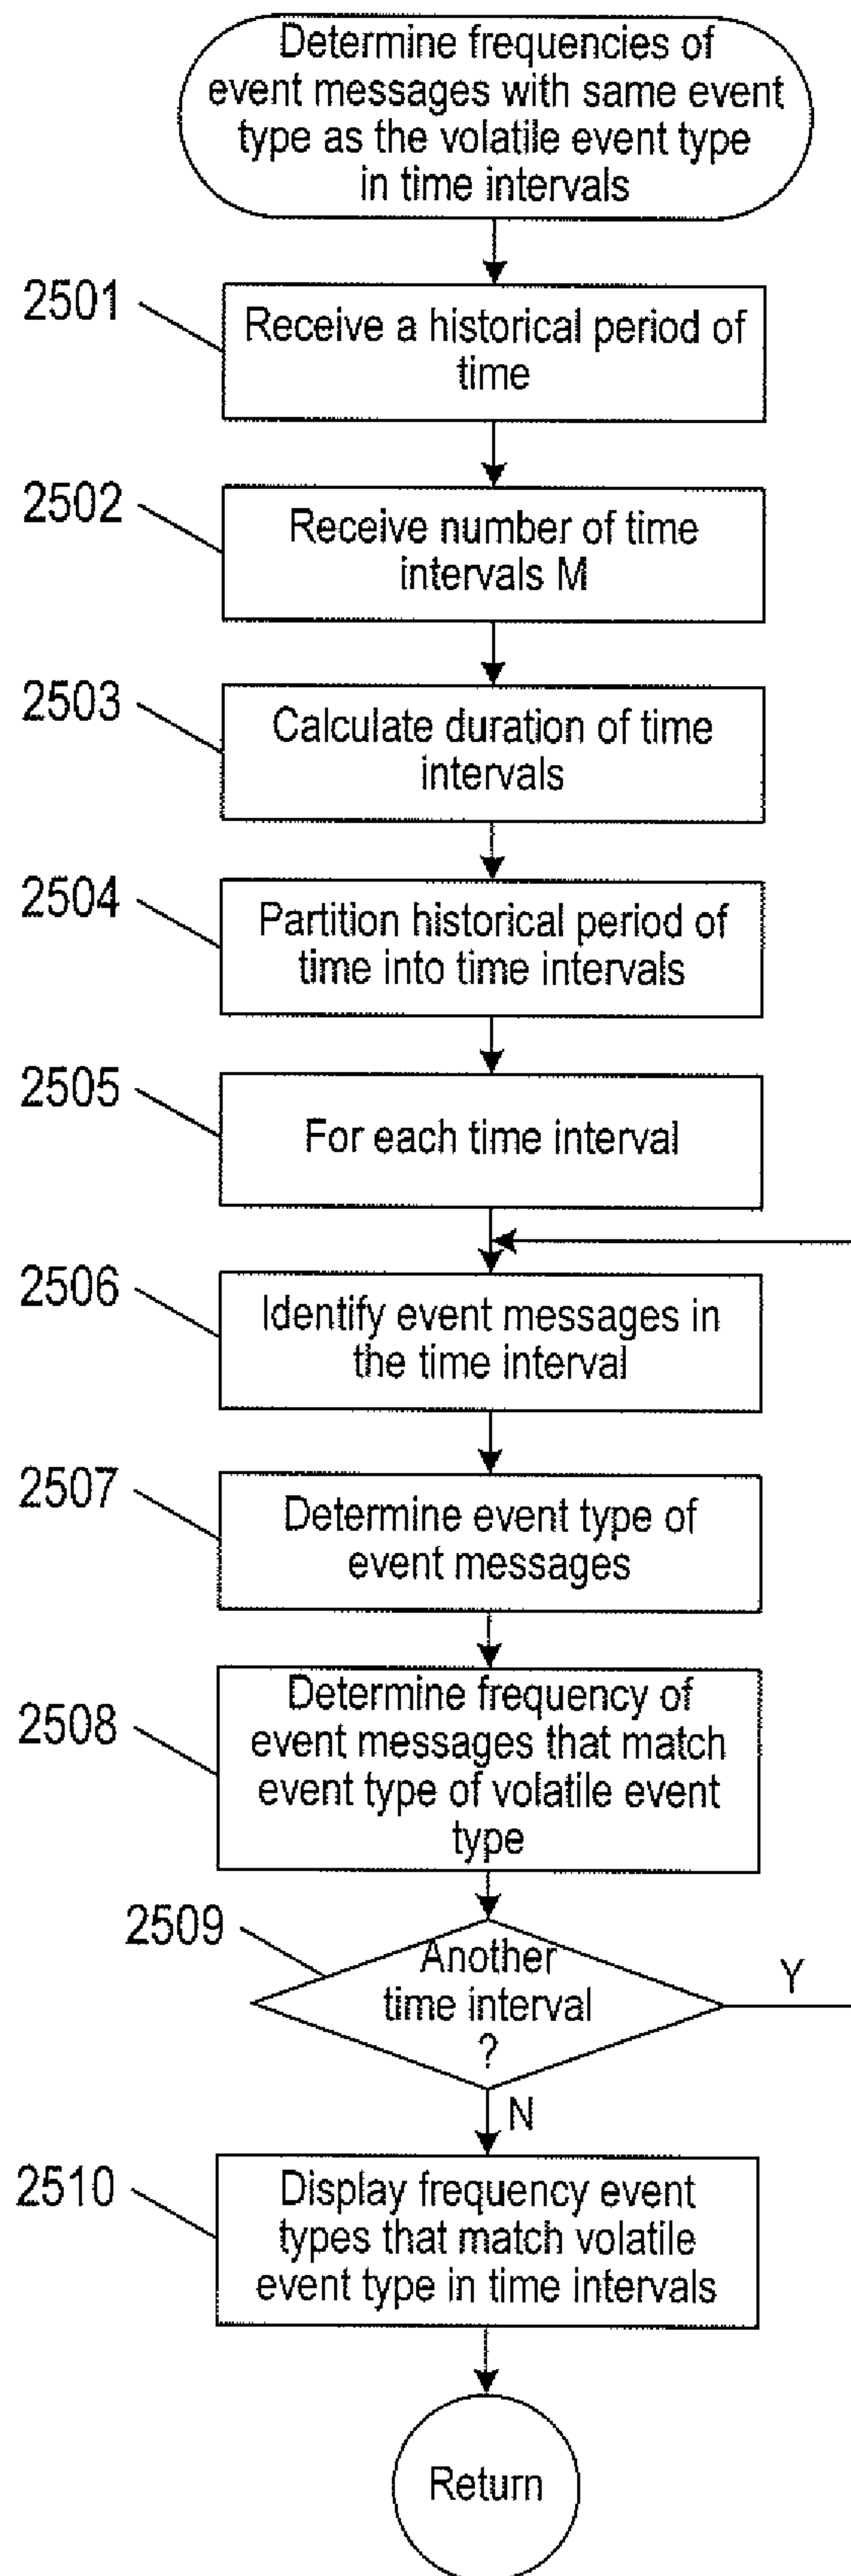 Determine frequencies of
event messages with same event
type as the volatile event type
in time intervals
2501
Receive a historical period of
time
2502
Receive number of time
intervals M
2503
Calculate duration of time
intervals
2504
Partition historical period of
time into time intervals
2505
For each time interval
2506
Identify event messages in
the time interval
2507
Determine event type of
event messages
2508
Determine frequency of
event messages that match
event type of volatile event
type
2509
Another
time interval
?
Y
N
2510
Display frequency event
types that match volatile
event type in time intervals
Return